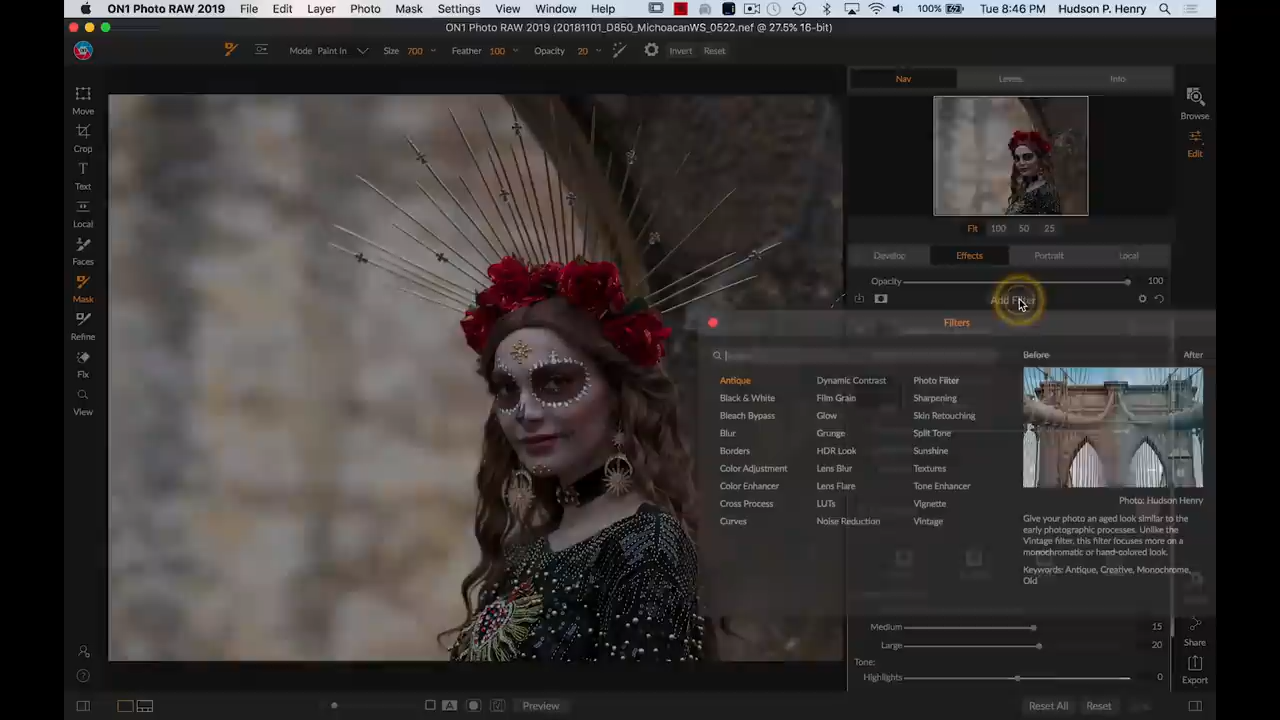 ON1 Photo RAW 2019 File Edit Layer Photo Mask Settings View Window Help 100% Tue 8:46 PM Hudson P. Henry
ON1 Photo RAW 2019 (20181101_D850_MichoacanWS_0522.nef @ 27.5% 16-bit)
Mode Paint In Size 700 Feather 100 Opacity 20 Invert Reset
Nav Levels Info
Move
Crop
Text
Local
Faces
Mask
Refine
Fix
View
Browse
Edit
Fit 100 50 25
Develop Effects Portrait Local
Opacity 100
Add Filter
Filters
Before After
Antique Dynamic Contrast Photo Filter
Black & White Film Grain Sharpening
Bleach Bypass Glow Skin Retouching
Blur Grunge Split Tone
Borders HDR Look Sunshine
Color Adjustment Lens Blur Textures
Color Enhancer Lens Flare Tone Enhancer
Cross Process LUTs Vignette
Curves Noise Reduction Vintage
Photo: Hudson Henry
Give your photo an aged look similar to the
early photographic processes. Unlike the
Vintage filter, this filter focuses more on a
monochromatic or hand-colored look.
Keywords: Antique, Creative, Monochrome,
Old
Medium 15
Large 20
Tone:
Highlights 0
Share
Export
A Preview Reset All Reset